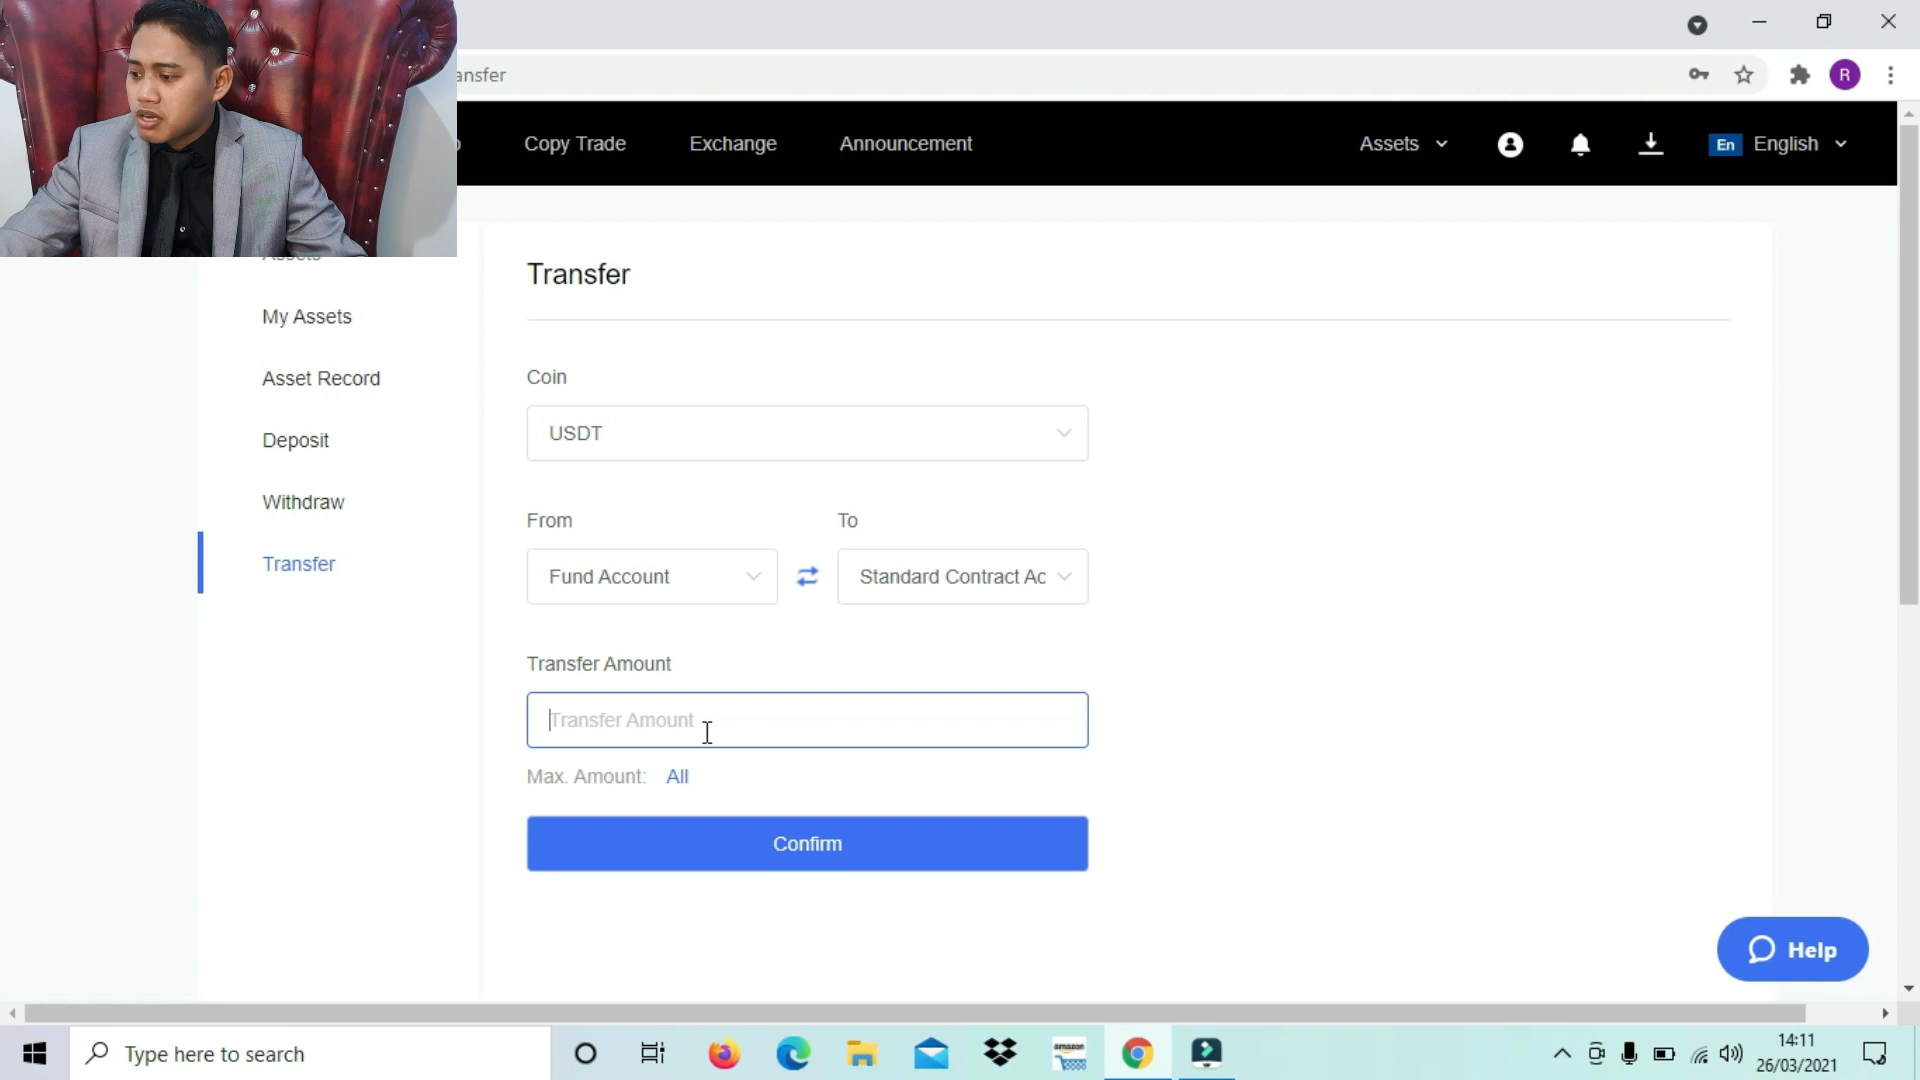 ansfer
R
Copy Trade
Exchange
Announcement
Assets
En
English
My Assets
Asset Record
Deposit
Withdraw
Transfer
Transfer
Coin
USDT
From
To
Fund Account
Standard Contract Ac
Transfer Amount
Transfer Amount
Max. Amount: All
Confirm
Help
Type here to search
amazon
14:11
26/03/2021